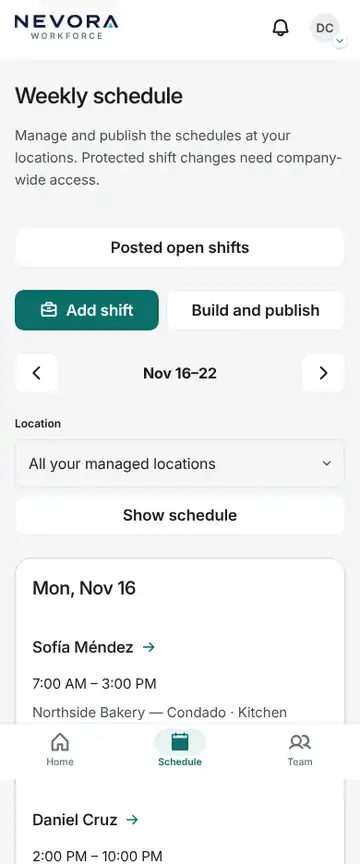 NEVORA
WORKFORCE
DC
Weekly schedule
Manage and publish the schedules at your
locations. Protected shift changes need company-
wide access.
Posted open shifts
Add shift
Build and publish
Nov 16–22
Location
All your managed locations
Show schedule
Mon, Nov 16
Sofía Méndez →
7:00 AM – 3:00 PM
Northside Bakery — Condado · Kitchen
Home
Schedule
Team
Daniel Cruz →
2:00 PM – 10:00 PM